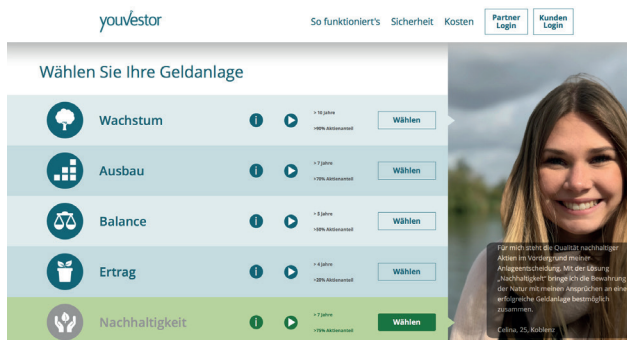 youvestor
So funktioniert's Sicherheit Kosten Partner Login Kunden Login
Wählen Sie Ihre Geldanlage
Wachstum
> 10 Jahre
>90% Aktienanteil
Wählen
Ausbau
> 7 Jahre
>70% Aktienanteil
Wählen
Balance
> 5 Jahre
>50% Aktienanteil
Wählen
Ertrag
> 4 Jahre
>20% Aktienanteil
Wählen
Nachhaltigkeit
> 7 Jahre
>75% Aktienanteil
Wählen
Für mich steht die Qualität nachhaltiger
Aktien im Vordergrund meiner
Anlageentscheidung. Mit der Lösung
„Nachhaltigkeit" bringe ich die Bewahrung
der Natur mit meinen Ansprüchen an eine
erfolgreiche Geldanlage bestmöglich
zusammen.
Celina, 25, Koblenz